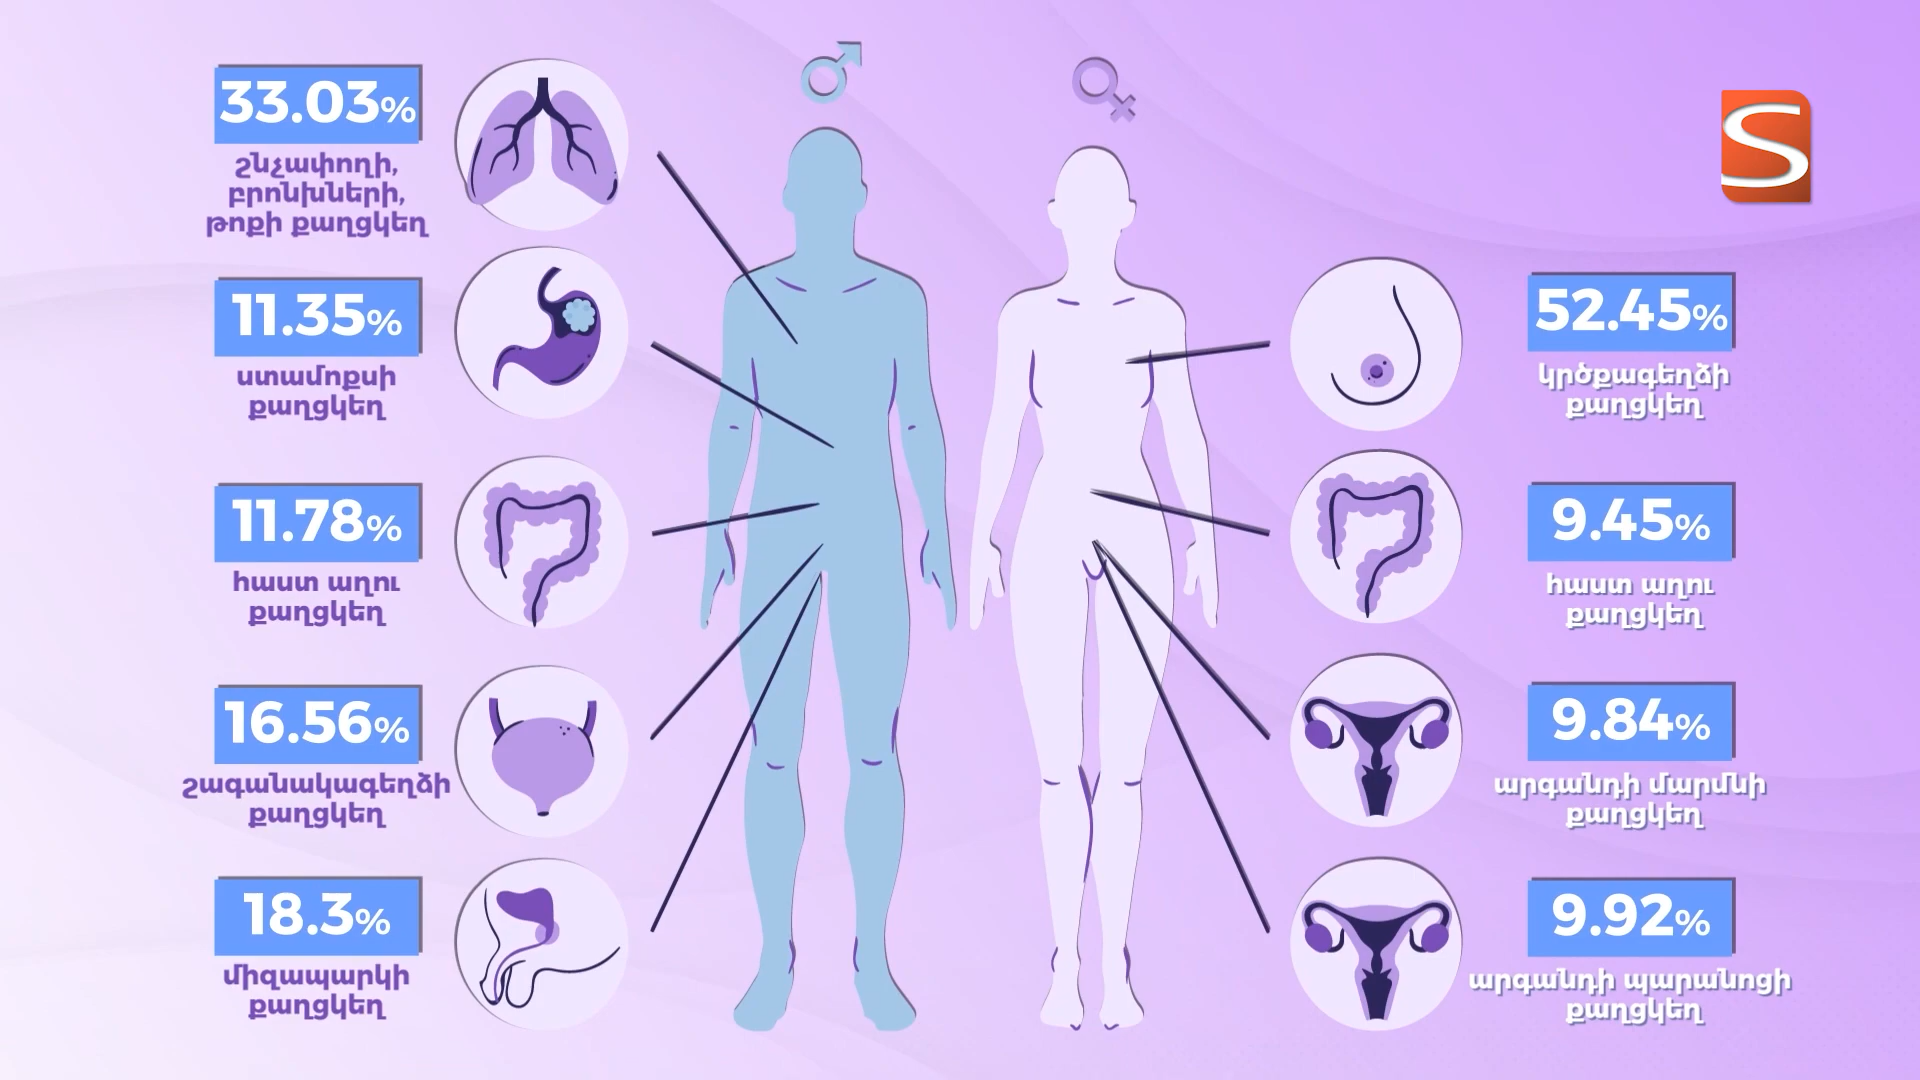 33.03%
շնչափողի,
բրոնխների,
թոքի քաղցկեղ
11.35%
ստամոքսի
քաղցկեղ
11.78%
հաստ աղու
քաղցկեղ
16.56%
շագանակագեղձի
քաղցկեղ
18.3%
միզապարկի
քաղցկեղ
S
52.45%
կրծքագեղձի
քաղցկեղ
9.45%
հաստ աղու
քաղցկեղ
9.84%
արգանդի մարմնի
քաղցկեղ
9.92%
արգանդի պարանոցի
քաղցկեղ